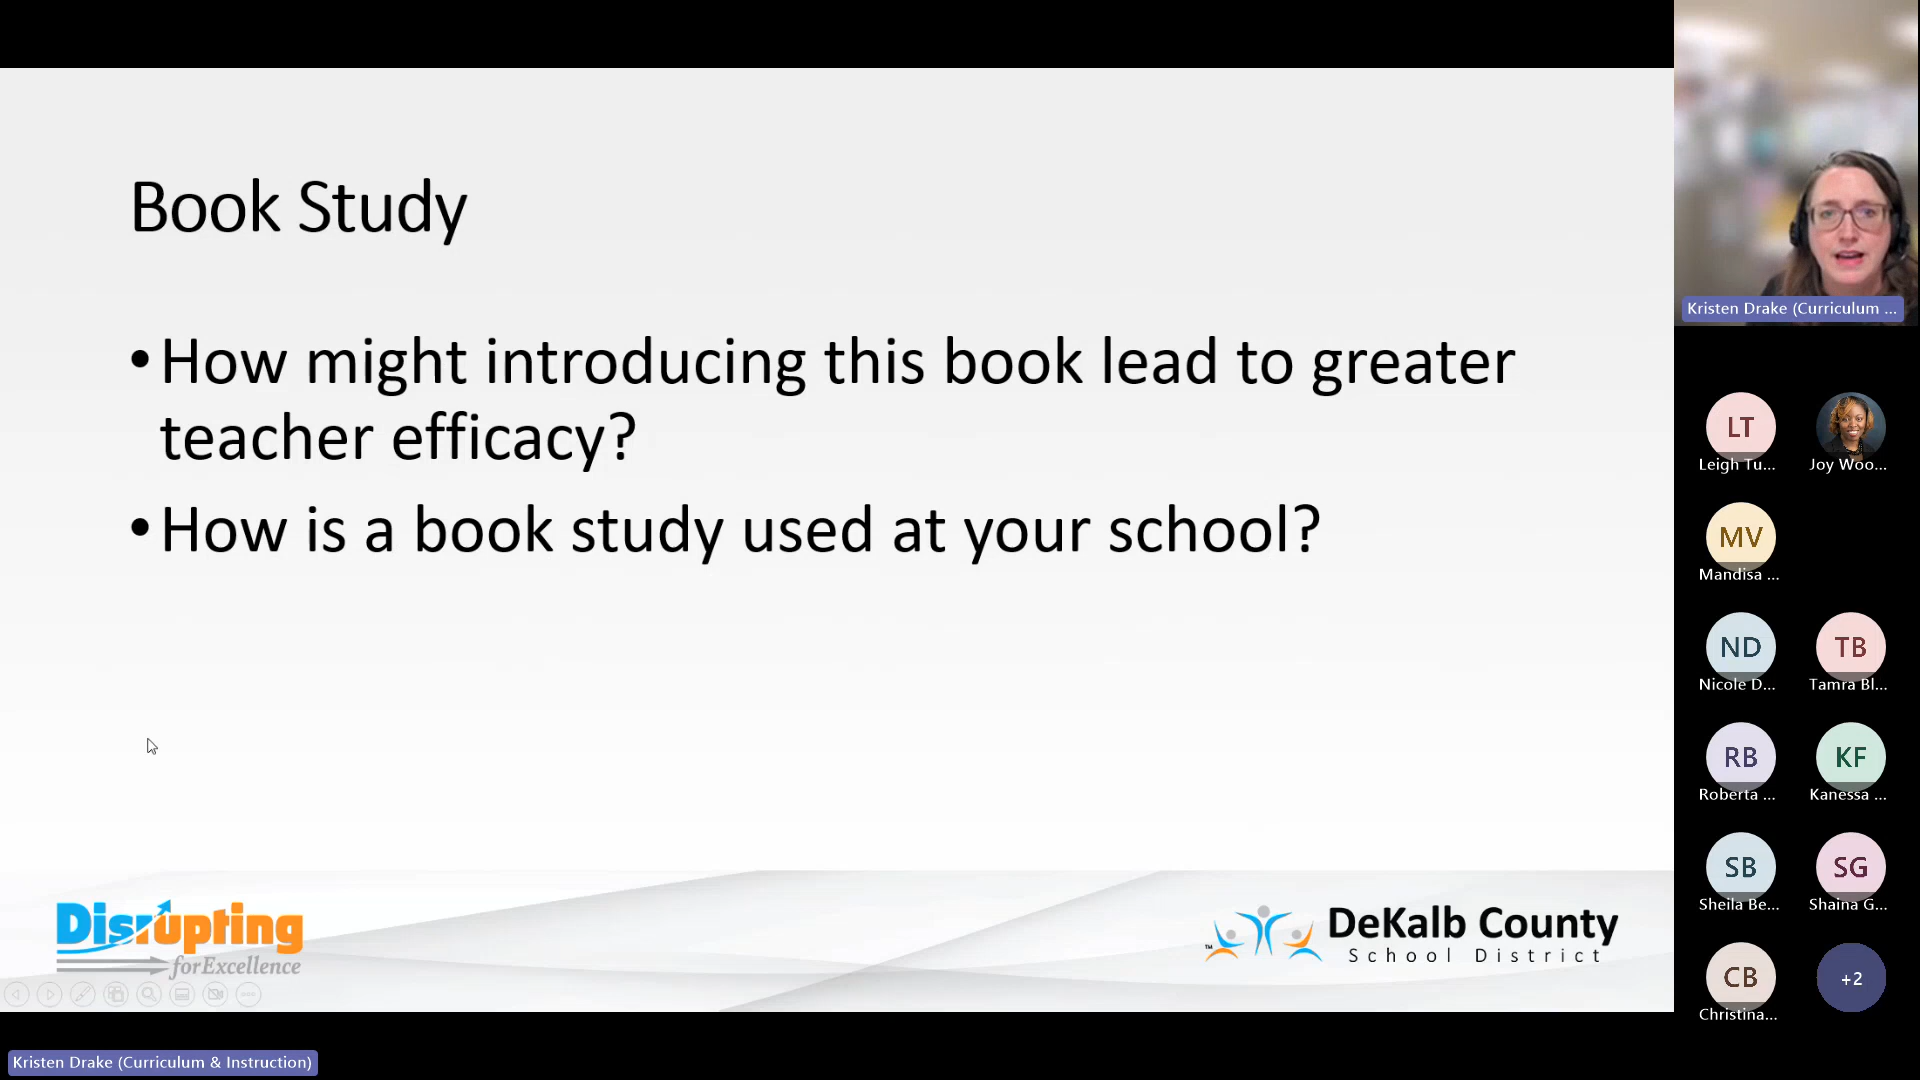 Book Study
•How might introducing this book lead to greater
teacher efficacy?
•How is a book study used at your school?
Disrupting
forExcellence
™
DeKalb County
School District
Kristen Drake (Curriculum & Instruction)
Kristen Drake (Curriculum ...
LT
Leigh Tu...
Joy Woo...
MV
Mandisa ...
ND
Nicole D...
TB
Tamra Bl...
RB
Roberta ...
KF
Kanessa ...
SB
Sheila Be...
SG
Shaina G...
CB
Christina...
+2